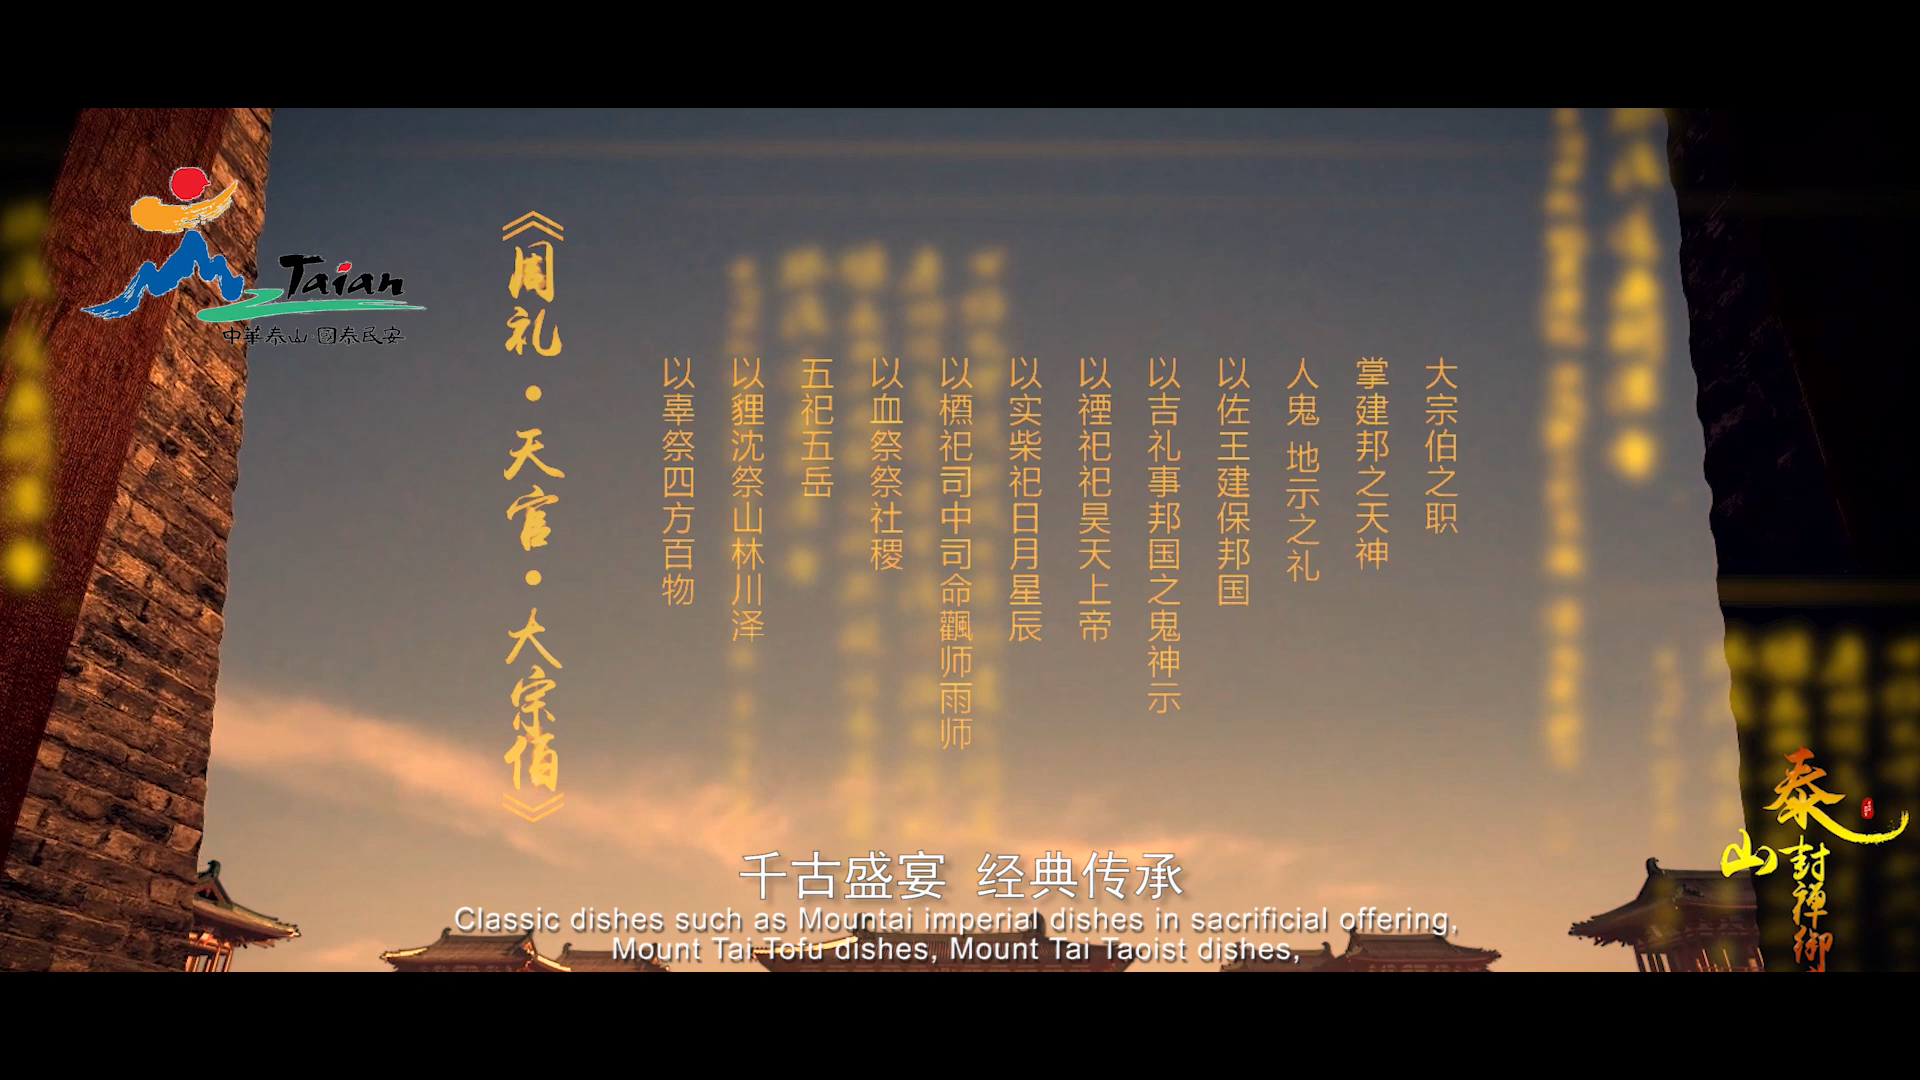 Taian
中華泰山·國泰民安
大宗伯之职
掌建邦之天神
人鬼 地示之礼
以佐王建保邦国
以吉礼事邦国之鬼神示
以禋祀祀昊天上帝
以实柴祀日月星辰
以槱祀司中司命飌师雨师
以血祭祭社稷
五祀五岳
以貍沈祭山林川泽
以辜祭四方百物
《周礼·天官·大宗伯》
千古盛宴 经典传承
Classic dishes such as Mountai imperial dishes in sacrificial offering,
Mount Tai Tofu dishes, Mount Tai Taoist dishes,
泰山封禅御